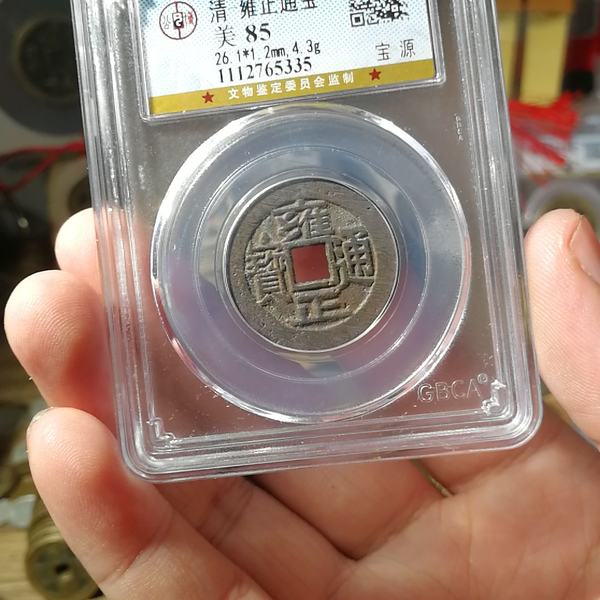 清 雍正通宝
美 85
26.1*1.2mm,4.3g
宝源
1112765335
文物鉴定委员会监制
雍正通寶
GBCA®